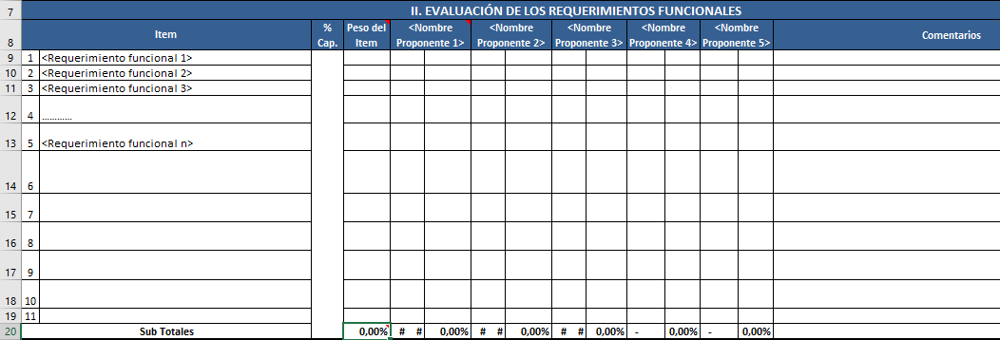 7 II. EVALUACIÓN DE LOS REQUERIMIENTOS FUNCIONALES
8 Item % Cap. Peso del Item <Nombre Proponente 1> <Nombre Proponente 2> <Nombre Proponente 3> <Nombre Proponente 4> <Nombre Proponente 5> Comentarios
9 1 <Requerimiento funcional 1>
10 2 <Requerimiento funcional 2>
11 3 <Requerimiento funcional 3>
12 4 ............
13 5 <Requerimiento funcional n>
14 6
15 7
16 8
17 9
18 10
19 11
20 Sub Totales 0,00% # # 0,00% # # 0,00% # # 0,00% - 0,00% - 0,00%